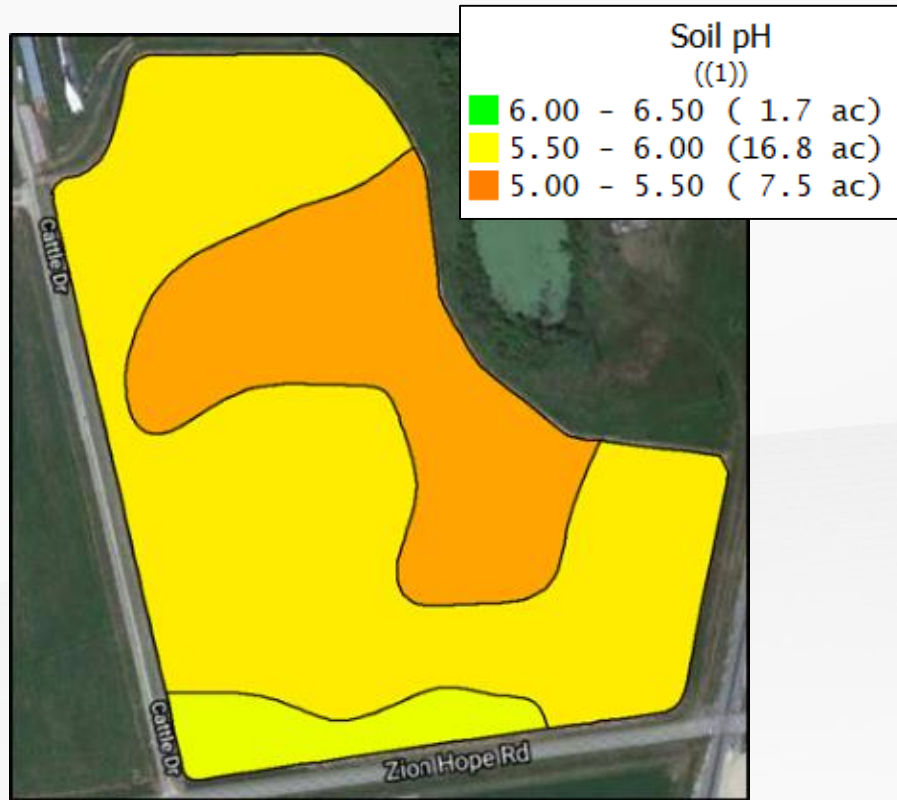 Soil pH
((1))
6.00 - 6.50 ( 1.7 ac)
5.50 - 6.00 (16.8 ac)
5.00 - 5.50 ( 7.5 ac)
Cattle Dr
Cattle Dr
Zion Hope Rd